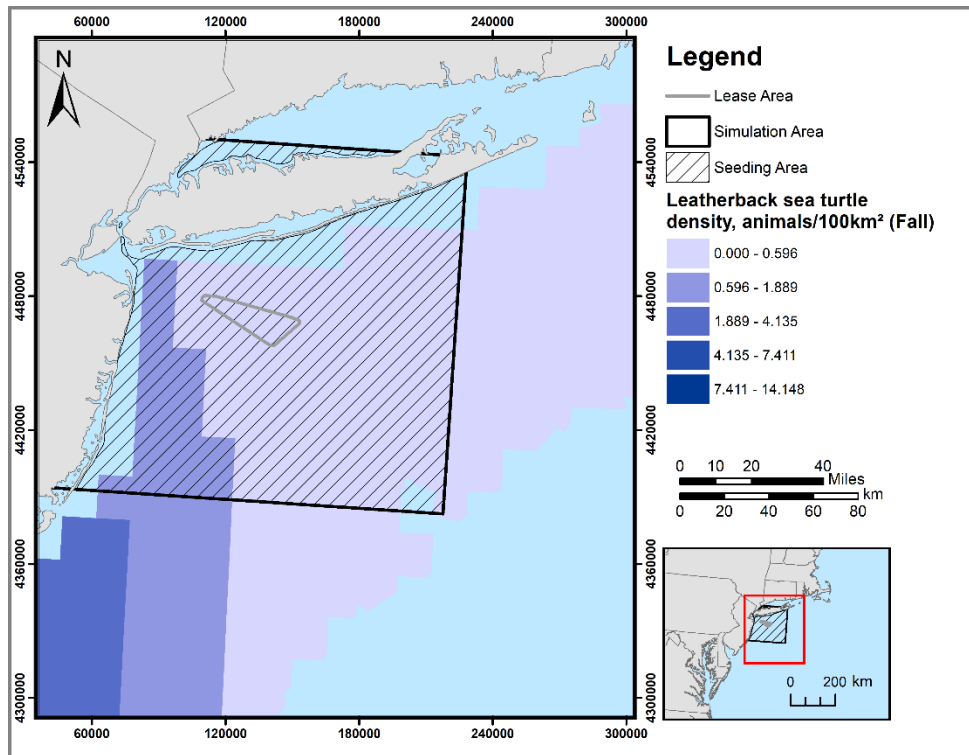 60000 120000 180000 240000 300000
N
4540000 4540000
4480000 4480000
4420000 4420000
4360000 4360000
4300000 4300000
60000 120000 180000 240000 300000
Legend
Lease Area
Simulation Area
Seeding Area
Leatherback sea turtle
density, animals/100km² (Fall)
0.000 - 0.596
0.596 - 1.889
1.889 - 4.135
4.135 - 7.411
7.411 - 14.148
0 10 20 40
Miles
km
0 20 40 60 80
0 200 km